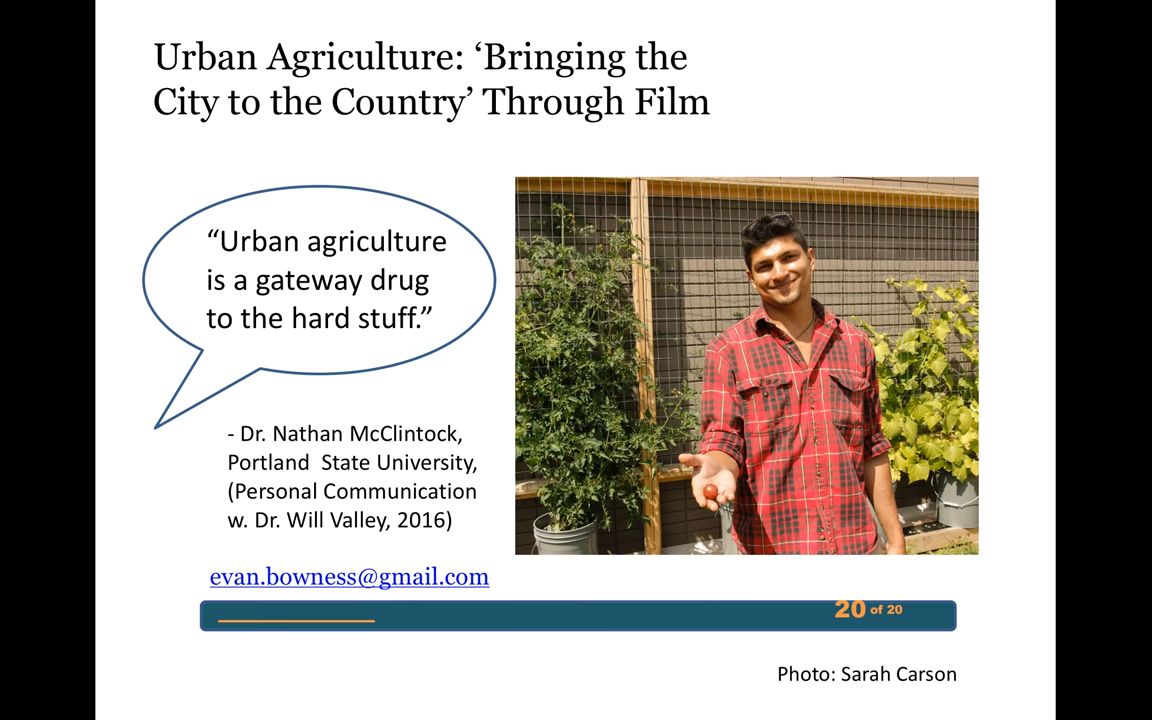 Urban Agriculture: ‘Bringing the
City to the Country’ Through Film
“Urban agriculture
is a gateway drug
to the hard stuff.”
- Dr. Nathan McClintock,
Portland  State University,
(Personal Communication
w. Dr. Will Valley, 2016)
evan.bowness@gmail.com
20 of 20
Photo: Sarah Carson